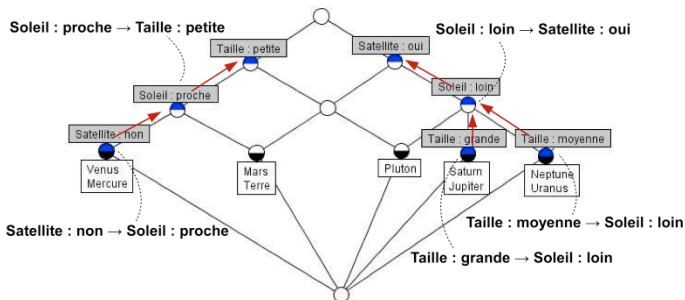 Soleil : proche → Taille : petite
Soleil : loin → Satellite : oui
Taille : petite
Satellite : oui
Soleil : proche
Soleil : loin
Satellite : non
Taille : grande
Taille : moyenne
Venus
Mercure
Mars
Terre
Pluton
Saturn
Jupiter
Neptune
Uranus
Taille : moyenne → Soleil : loin
Satellite : non → Soleil : proche
Taille : grande → Soleil : loin